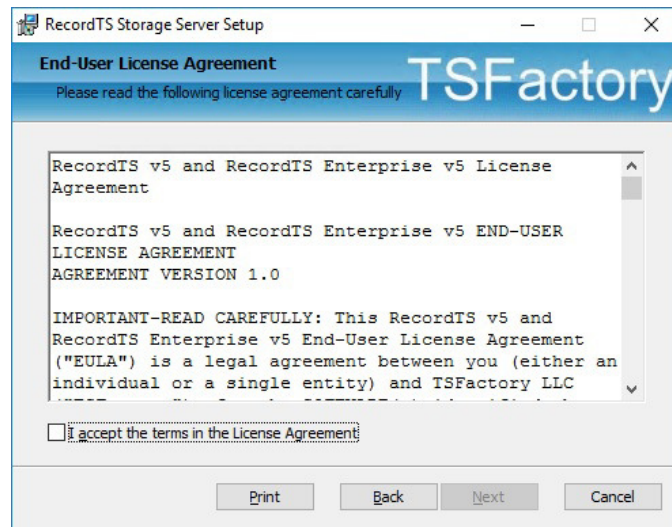 RecordTS Storage Server Setup
End-User License Agreement
Please read the following license agreement carefully
TSFactory
RecordTS v5 and RecordTS Enterprise v5 License
Agreement
RecordTS v5 and RecordTS Enterprise v5 END-USER
LICENSE AGREEMENT
AGREEMENT VERSION 1.0
IMPORTANT-READ CAREFULLY: This RecordTS v5 and
RecordTS Enterprise v5 End-User License Agreement
("EULA") is a legal agreement between you (either an
individual or a single entity) and TSFactory LLC
I accept the terms in the License Agreement
Print
Back
Next
Cancel